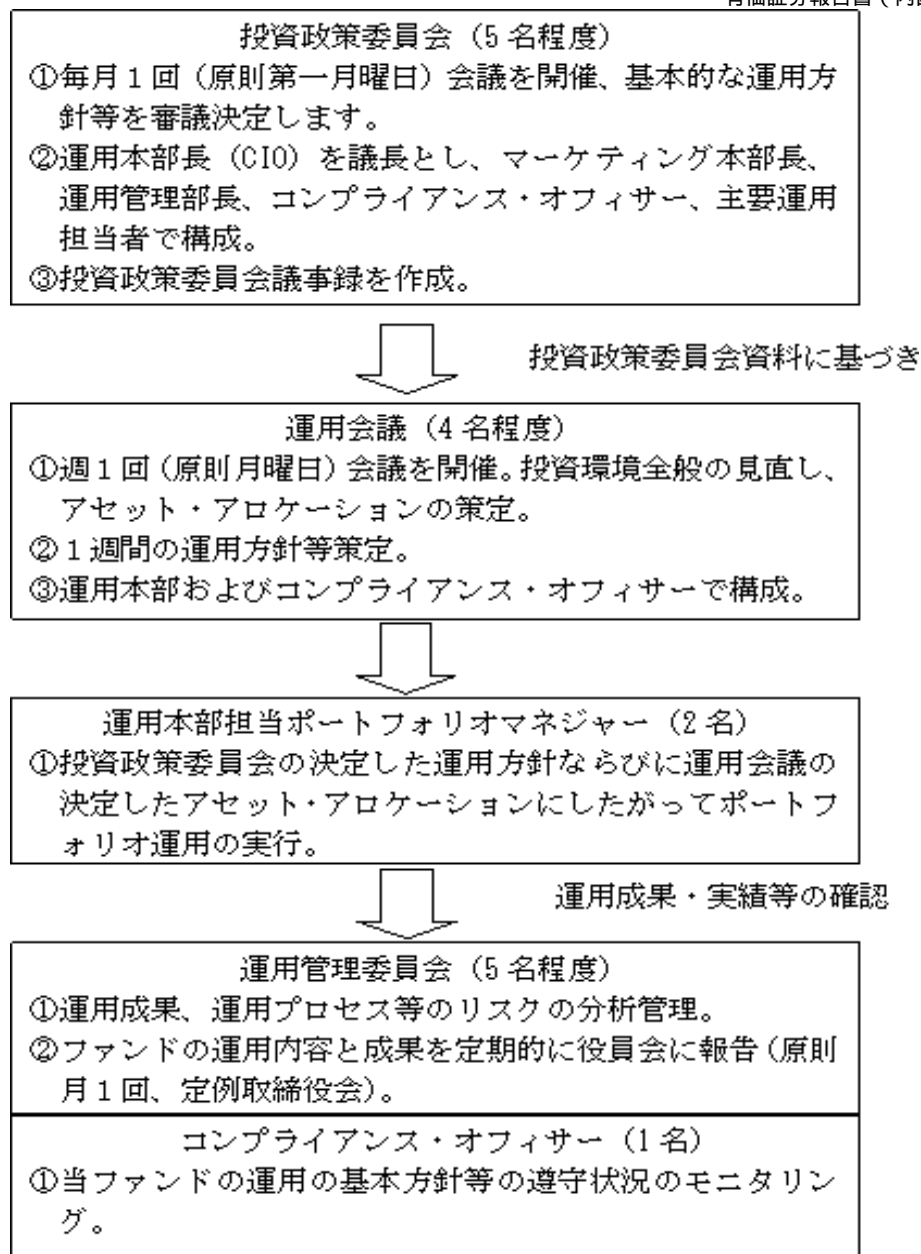 有価証券報告書（内
投資政策委員会（5名程度）
①毎月１回（原則第一月曜日）会議を開催、基本的な運用方
針等を審議決定します。
②運用本部長（CIO）を議長とし、マーケティング本部長、
運用管理部長、コンプライアンス・オフィサー、主要運用
担当者で構成。
③投資政策委員会議事録を作成。
投資政策委員会資料に基づき
運用会議（4名程度）
①週１回（原則月曜日）会議を開催。投資環境全般の見直し、
アセット・アロケーションの策定。
②１週間の運用方針等策定。
③運用本部およびコンプライアンス・オフィサーで構成。
運用本部担当ポートフォリオマネジャー（2名）
①投資政策委員会の決定した運用方針ならびに運用会議の
決定したアセット・アロケーションにしたがってポートフ
ォリオ運用の実行。
運用成果・実績等の確認
運用管理委員会（5名程度）
①運用成果、運用プロセス等のリスクの分析管理。
②ファンドの運用内容と成果を定期的に役員会に報告（原則
月１回、定例取締役会）。
コンプライアンス・オフィサー（1名）
①当ファンドの運用の基本方針等の遵守状況のモニタリン
グ。